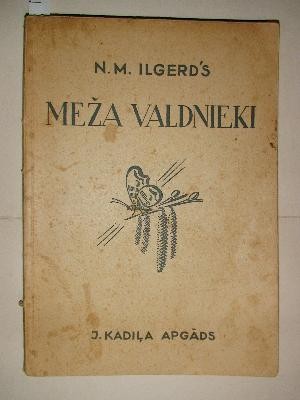 N. M. ILGERD'S
MEŽA VALDNIEKI
J. KADIĻA APGĀDS